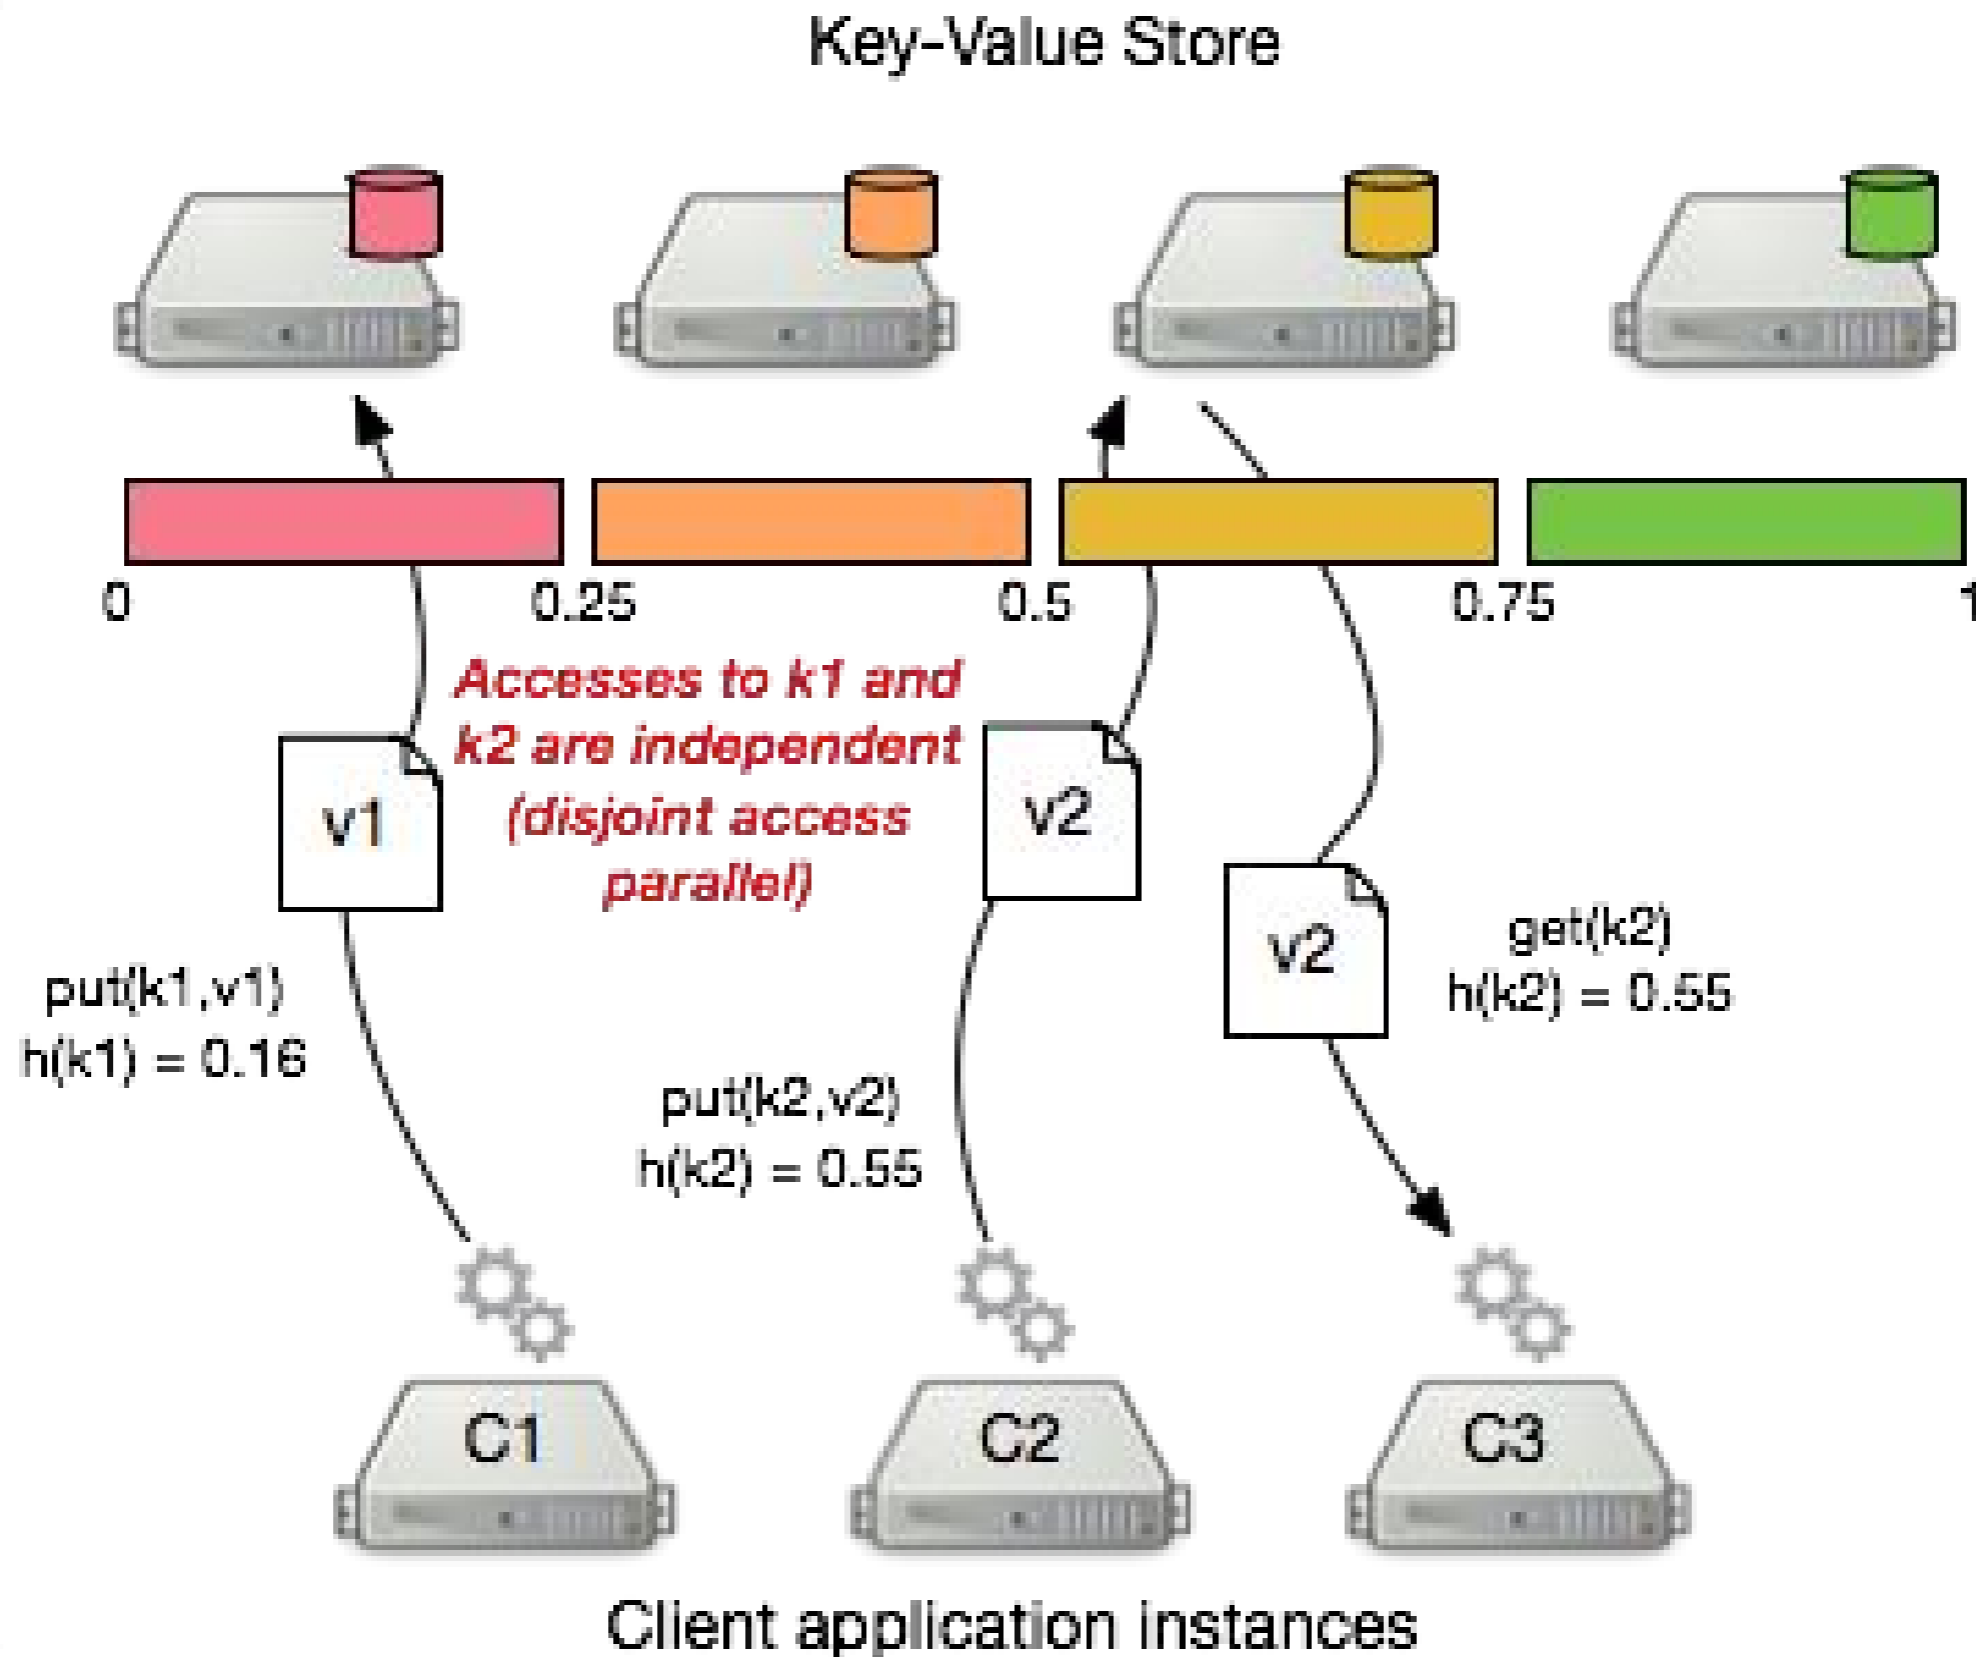 Key-Value Store
0
0.25
0.5
0.75
1
Accesses to k1 and
k2 are independent
(disjoint access
parallel)
v1
v2
v2
get(k2)
h(k2) = 0.55
put(k1,v1)
h(k1) = 0.16
put(k2,v2)
h(k2) = 0.55
C1
C2
C3
Client application instances